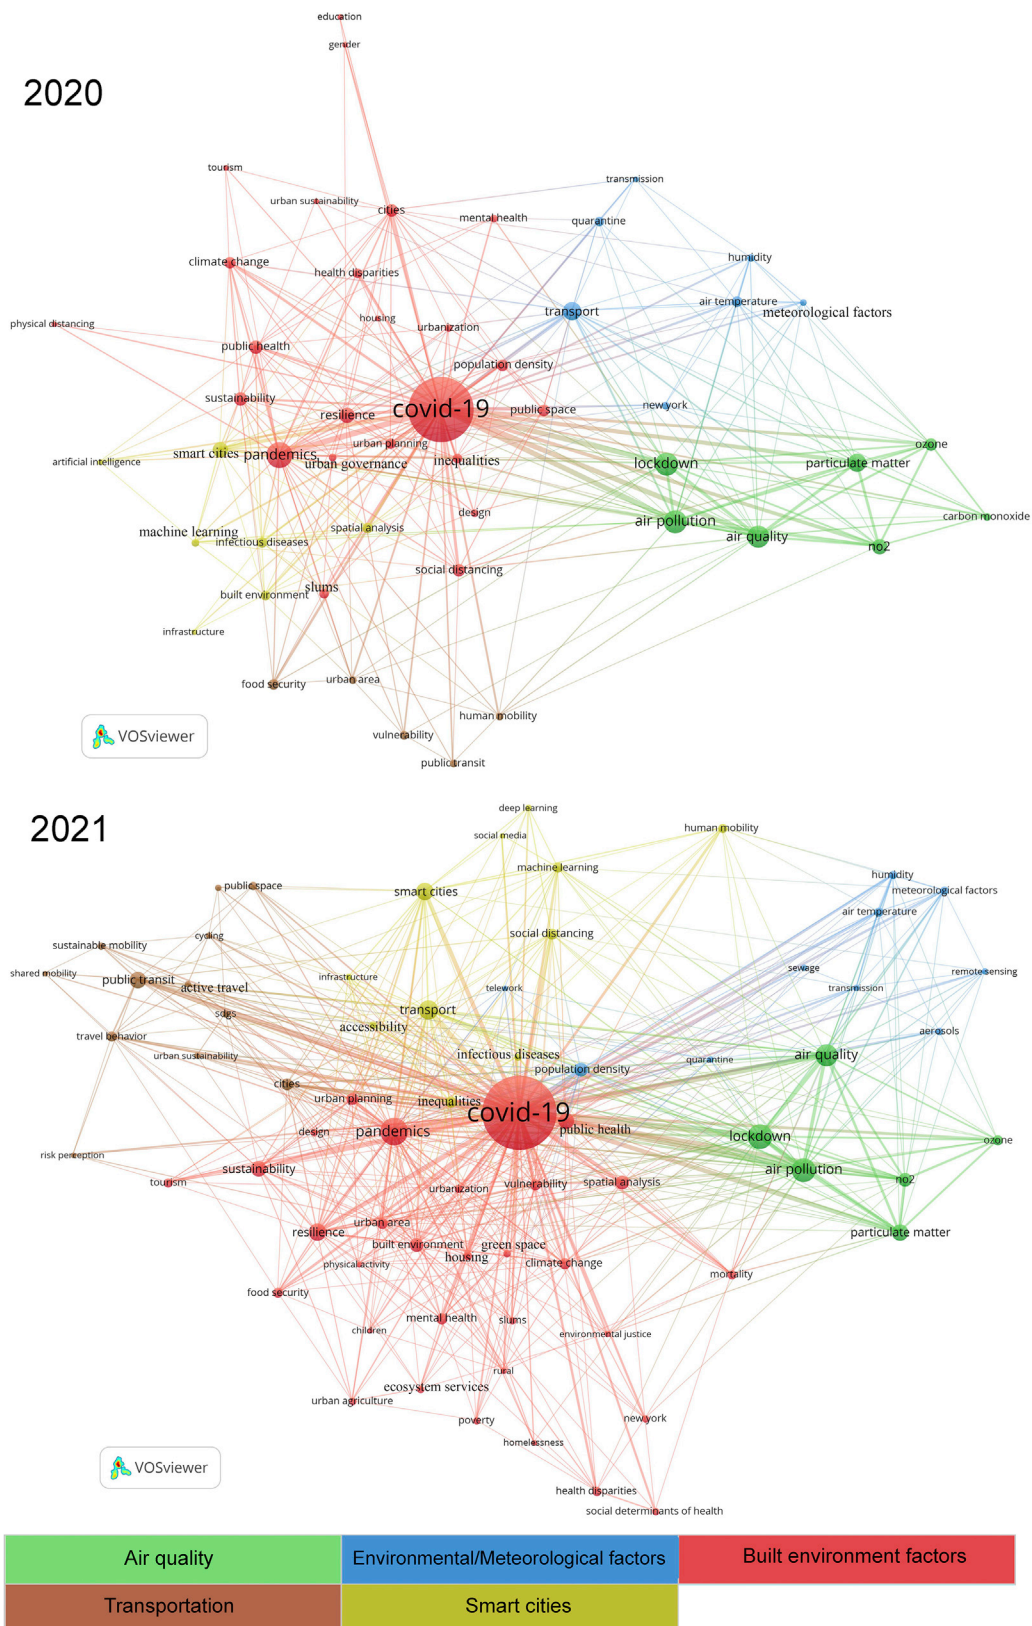 education
gender
2020
tourism
transmission
urban sustainability
cities
mental health
quarantine
climate change
health disparities
humidity
air temperature
meteorological factors
transport
physical distancing
housing
urbanization
public health
population density
sustainability
resilience
covid-19
public space
new york
urban planning
ozone
smart cities
pandemics
urban governance
inequalities
artificial intelligence
lockdown
particulate matter
design
air pollution
carbon monoxide
machine learning
spatial analysis
infectious diseases
air quality
no2
social distancing
slums
built environment
infrastructure
food security
urban area
human mobility
vulnerability
public transit
VOSviewer
2021
deep learning
social media
human mobility
machine learning
humidity
public space
smart cities
meteorological factors
air temperature
cycling
social distancing
sustainable mobility
shared mobility
public transit
active travel
infrastructure
telework
sewage
remote sensing
transmission
sdgs
transport
accessibility
travel behavior
aerosols
urban sustainability
infectious diseases
population density
quarantine
air quality
cities
urban planning
inequalities
covid-19
design
pandemics
public health
lockdown
ozone
risk perception
sustainability
air pollution
tourism
urbanization
vulnerability
spatial analysis
no2
resilience
urban area
particulate matter
built environment
green space
housing
physical activity
climate change
mortality
food security
mental health
slums
children
environmental justice
rural
ecosystem services
urban agriculture
poverty
new york
homelessness
VOSviewer
health disparities
social determinants of health
Air quality
Environmental/Meteorological factors
Built environment factors
Transportation
Smart cities